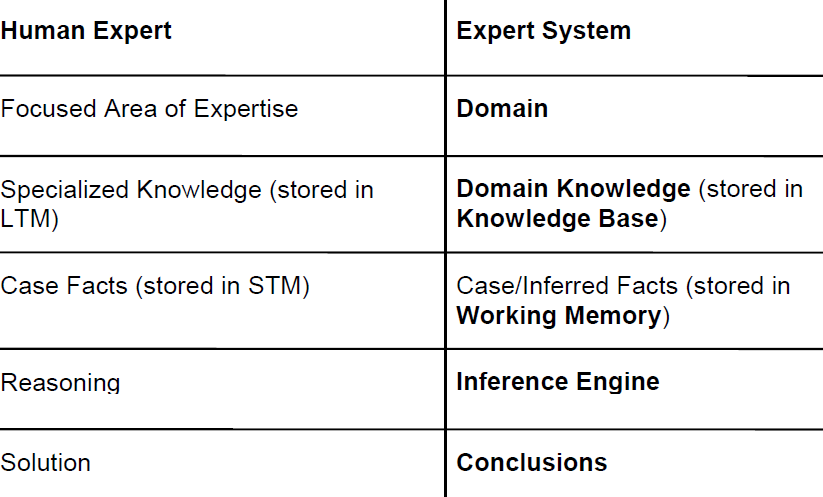 Human Expert
Expert System
Focused Area of Expertise
Domain
Specialized Knowledge (stored in
LTM)
Domain Knowledge (stored in
Knowledge Base)
Case Facts (stored in STM)
Case/Inferred Facts (stored in
Working Memory)
Reasoning
Inference Engine
Solution
Conclusions